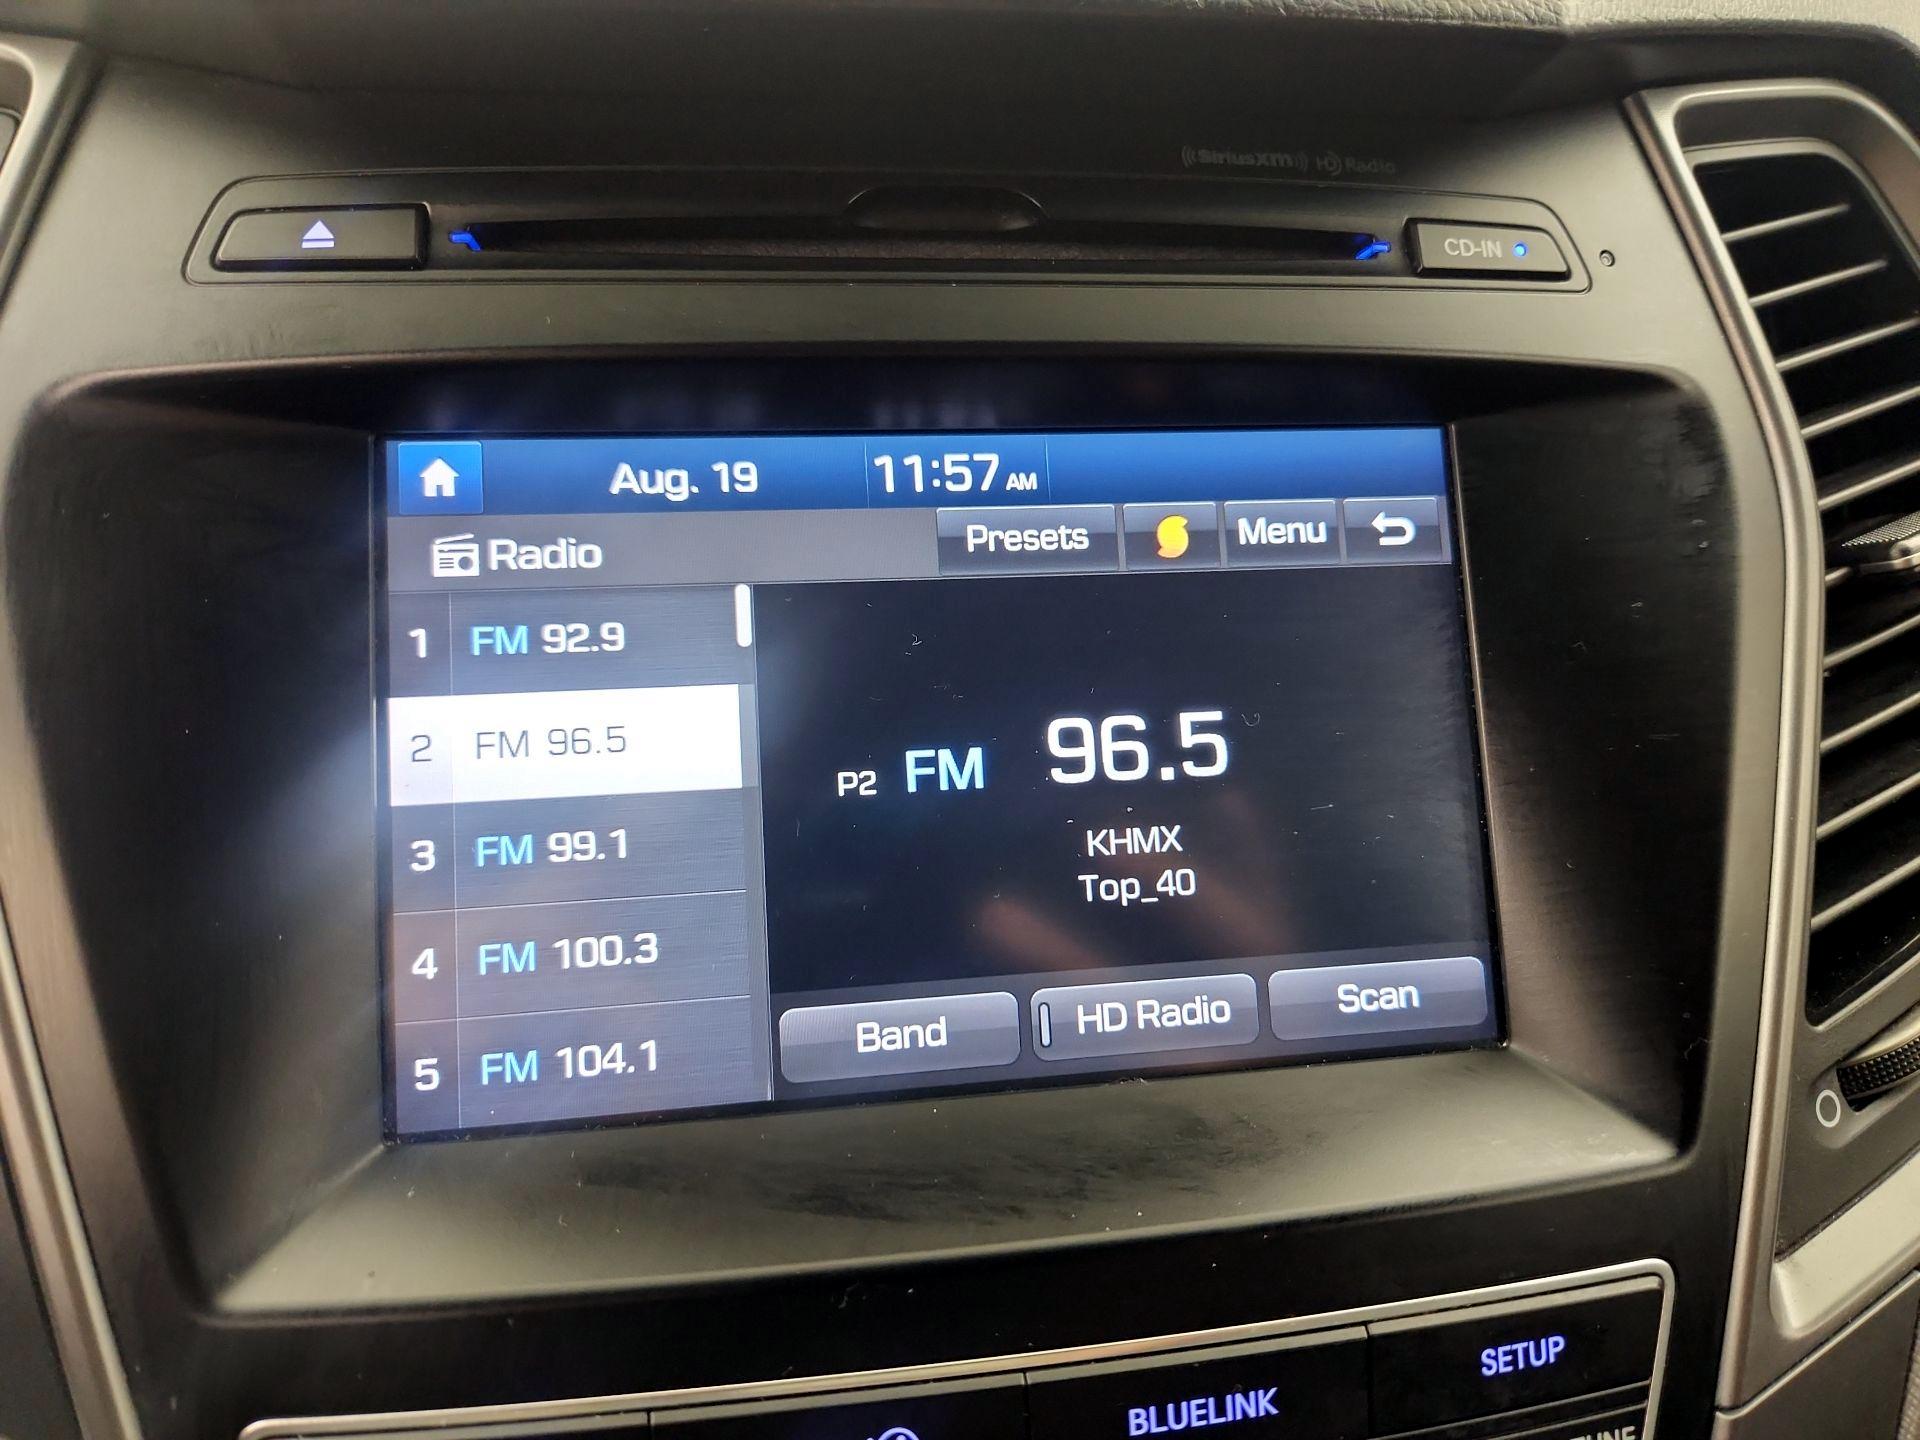 SiriusXM HD Radio
CD-IN
Aug. 19 11:57 AM
Radio Presets Menu
1 FM 92.9
2 FM 96.5
3 FM 99.1
4 FM 100.3
5 FM 104.1
P2 FM 96.5
KHMX
Top_40
Band HD Radio Scan
SETUP
BLUELINK
TUNE